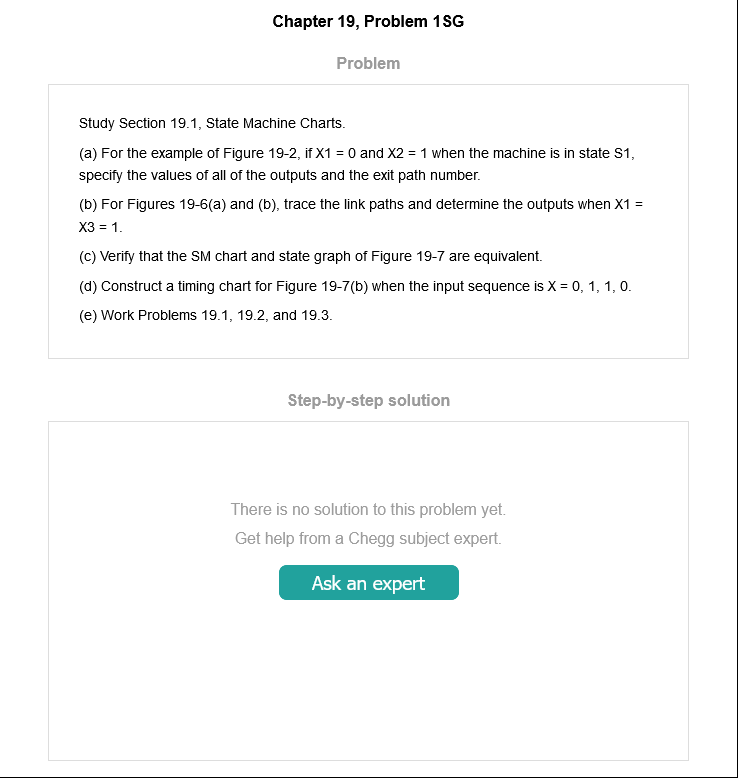 Chapter 19, Problem 1SG
Problem
Study Section 19.1, State Machine Charts.
(a) For the example of Figure 19-2, if X1 = 0 and X2 = 1 when the machine is in state S1,
specify the values of all of the outputs and the exit path number.
(b) For Figures 19-6(a) and (b), trace the link paths and determine the outputs when X1 =
X3 = 1.
(c) Verify that the SM chart and state graph of Figure 19-7 are equivalent.
(d) Construct a timing chart for Figure 19-7(b) when the input sequence is X = 0, 1, 1, 0.
(e) Work Problems 19.1, 19.2, and 19.3.
Step-by-step solution
There is no solution to this problem yet.
Get help from a Chegg subject expert.
Ask an expert